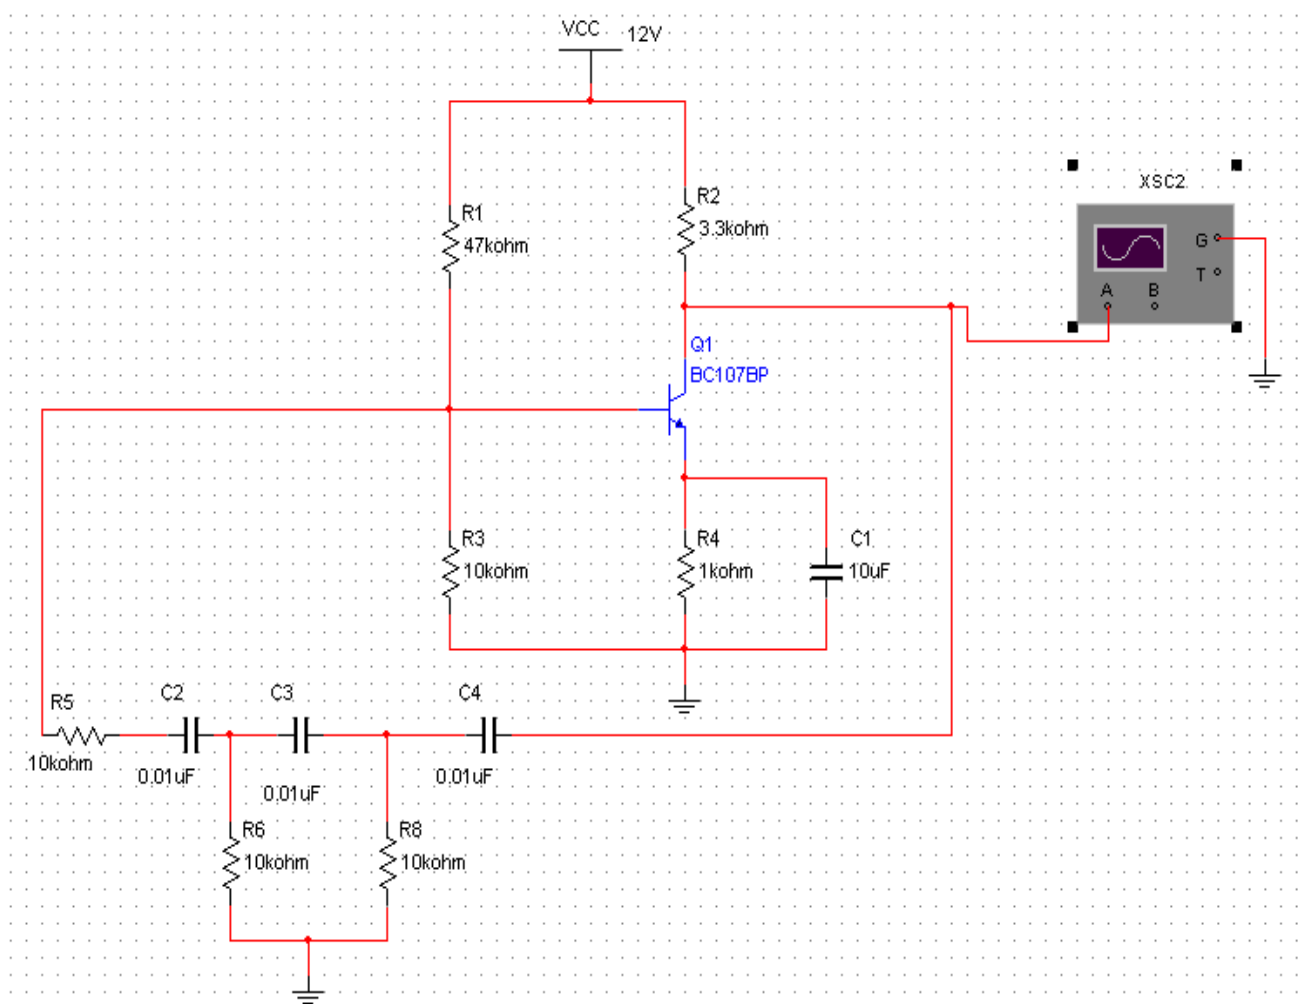 VCC
12V
XSC2
R2
3.3kohm
R1
47kohm
G
T
A
B
Q1
BC107BP
R3
10kohm
R4
1kohm
C1
10uF
R5
10kohm
C2
0.01uF
C3
0.01uF
C4
0.01uF
R6
10kohm
R8
10kohm